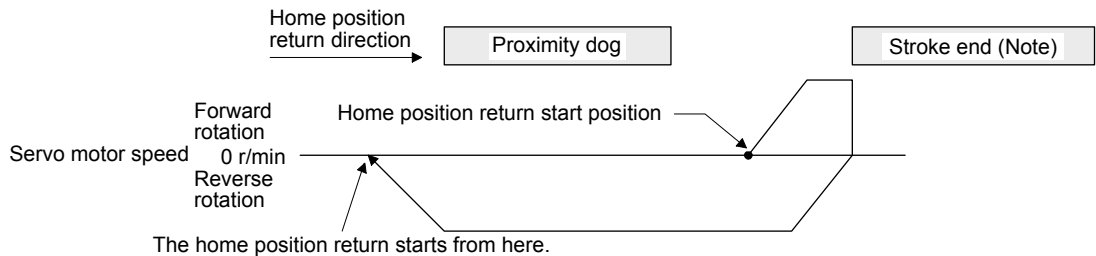 Home position
return direction
Proximity dog
Stroke end (Note)
Forward
rotation
Home position return start position
Servo motor speed
0 r/min
Reverse
rotation
The home position return starts from here.